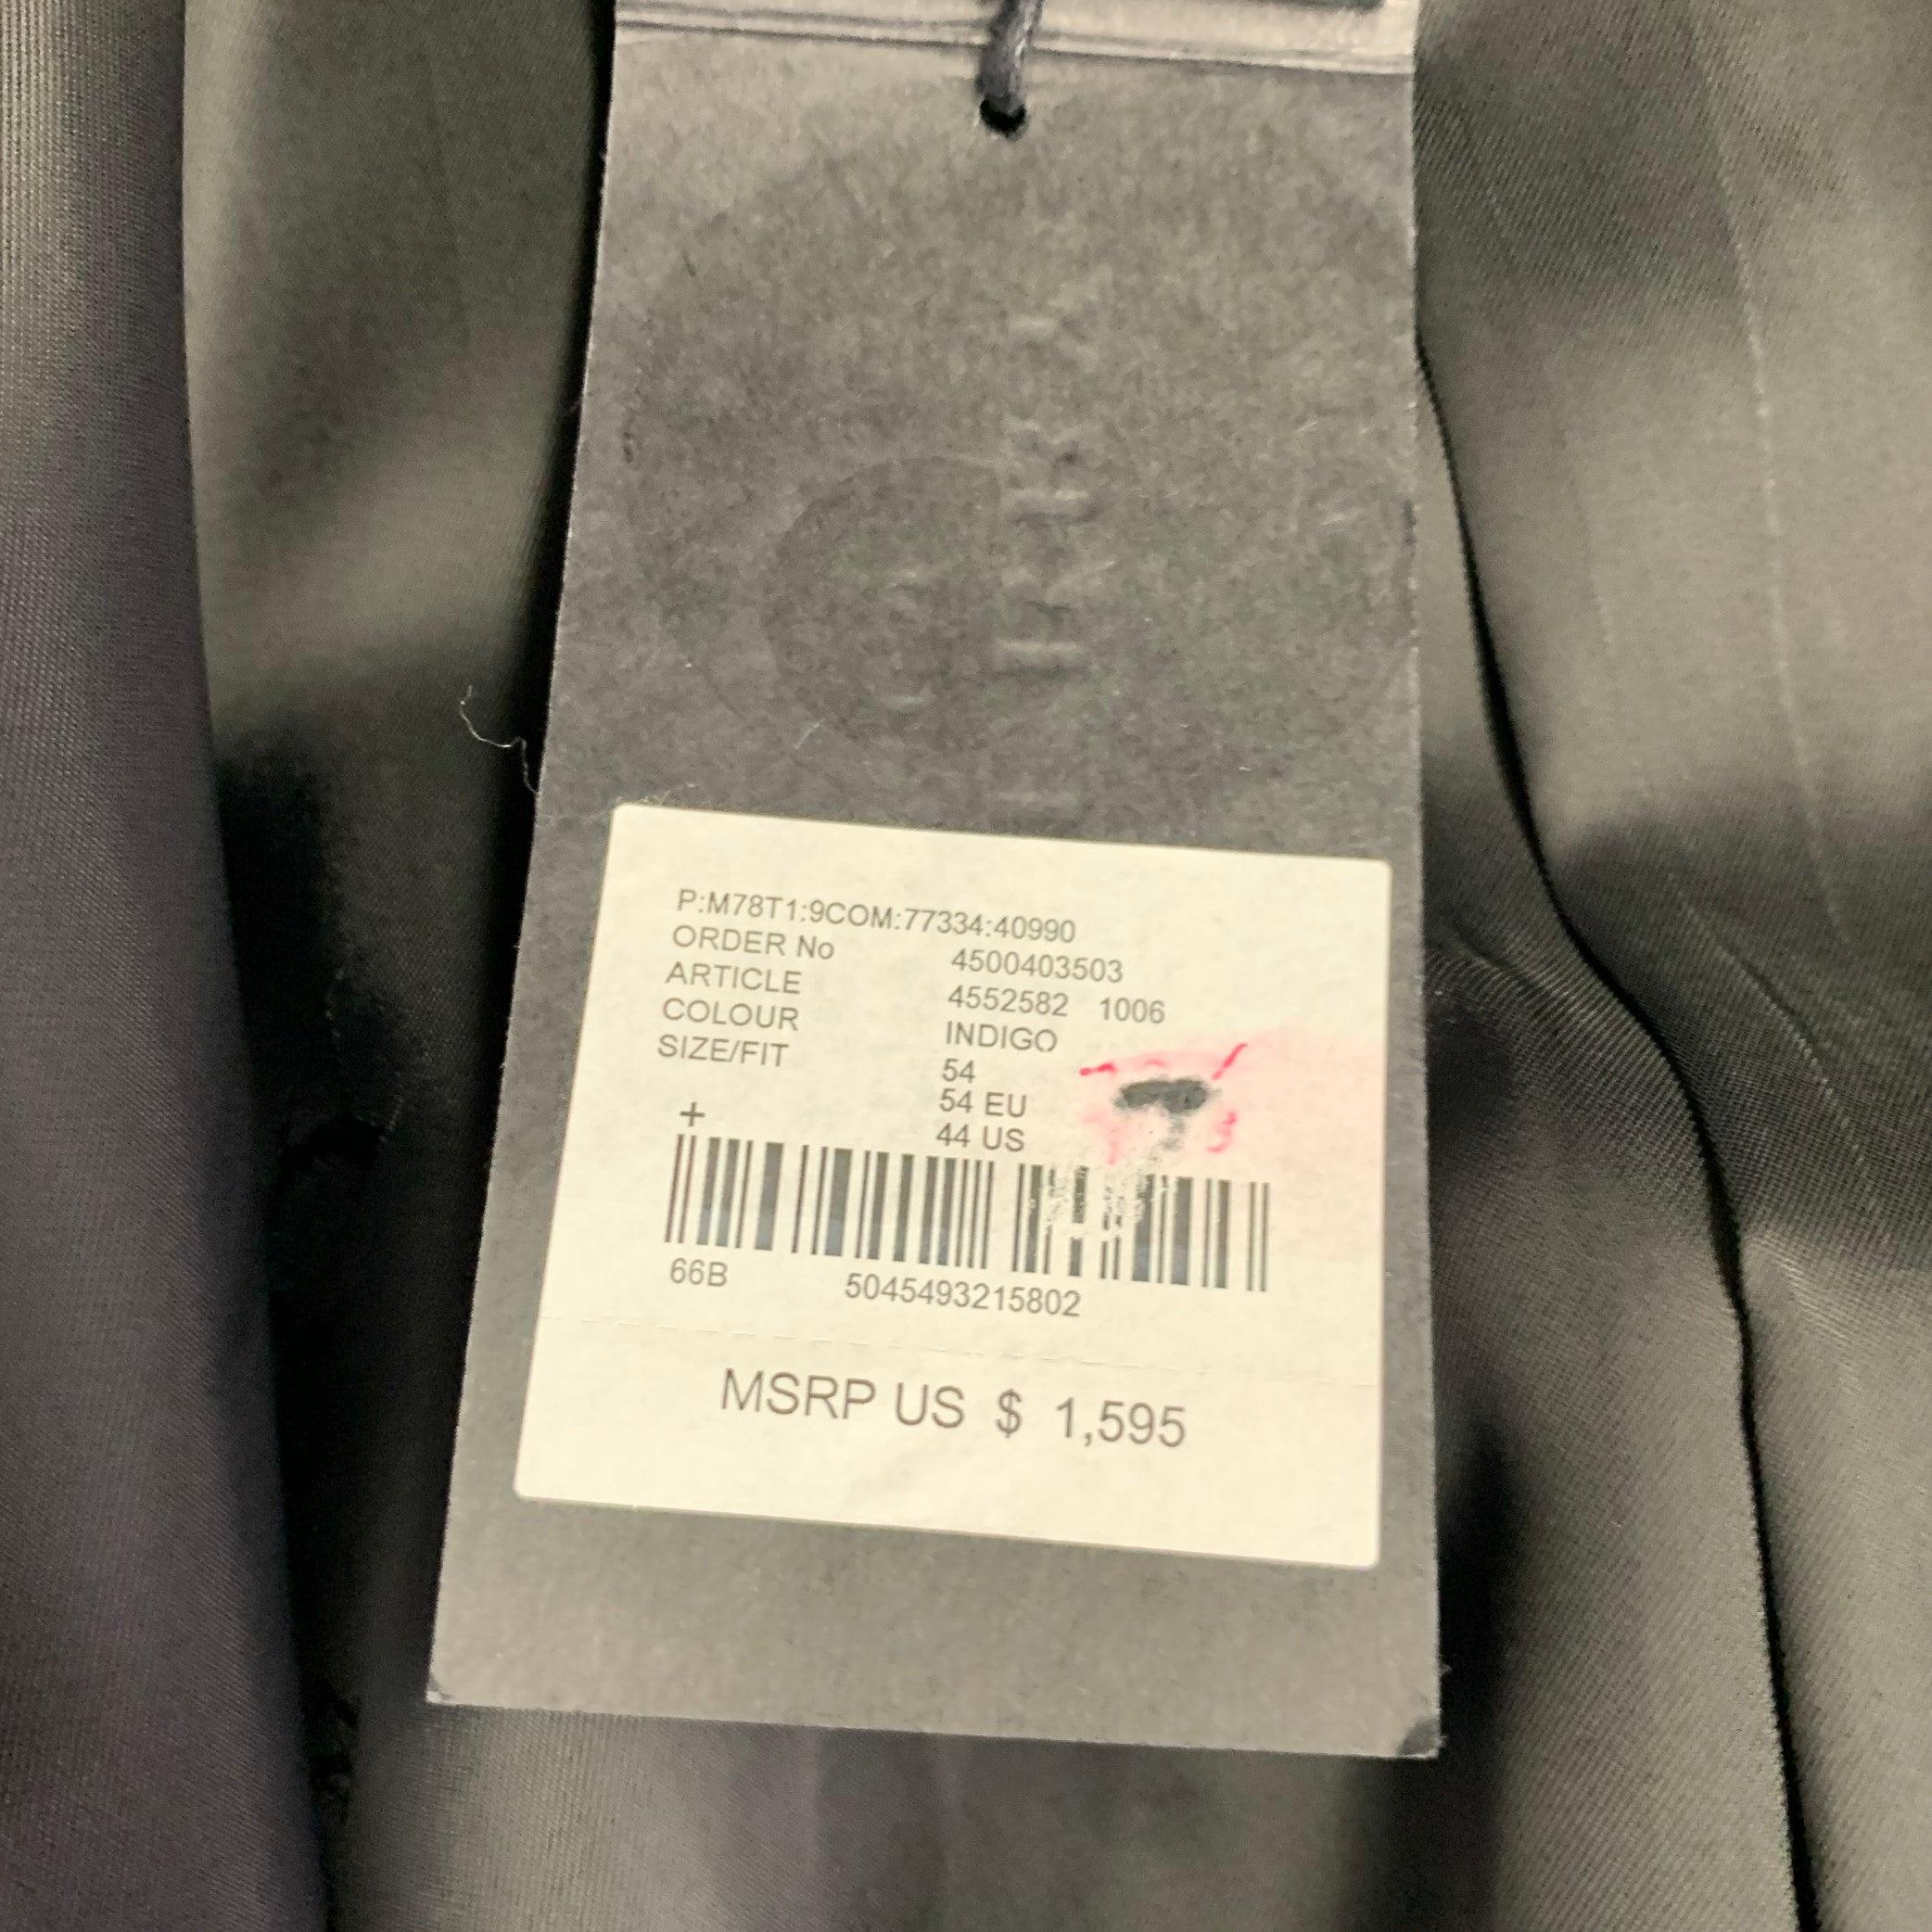 P:M78T1:9COM:77334:40990
ORDER No 4500403503
ARTICLE 4552582 1006
COLOUR INDIGO
SIZE/FIT 54
54 EU
+ 44 US
66B 5045493215802
MSRP US $ 1,595